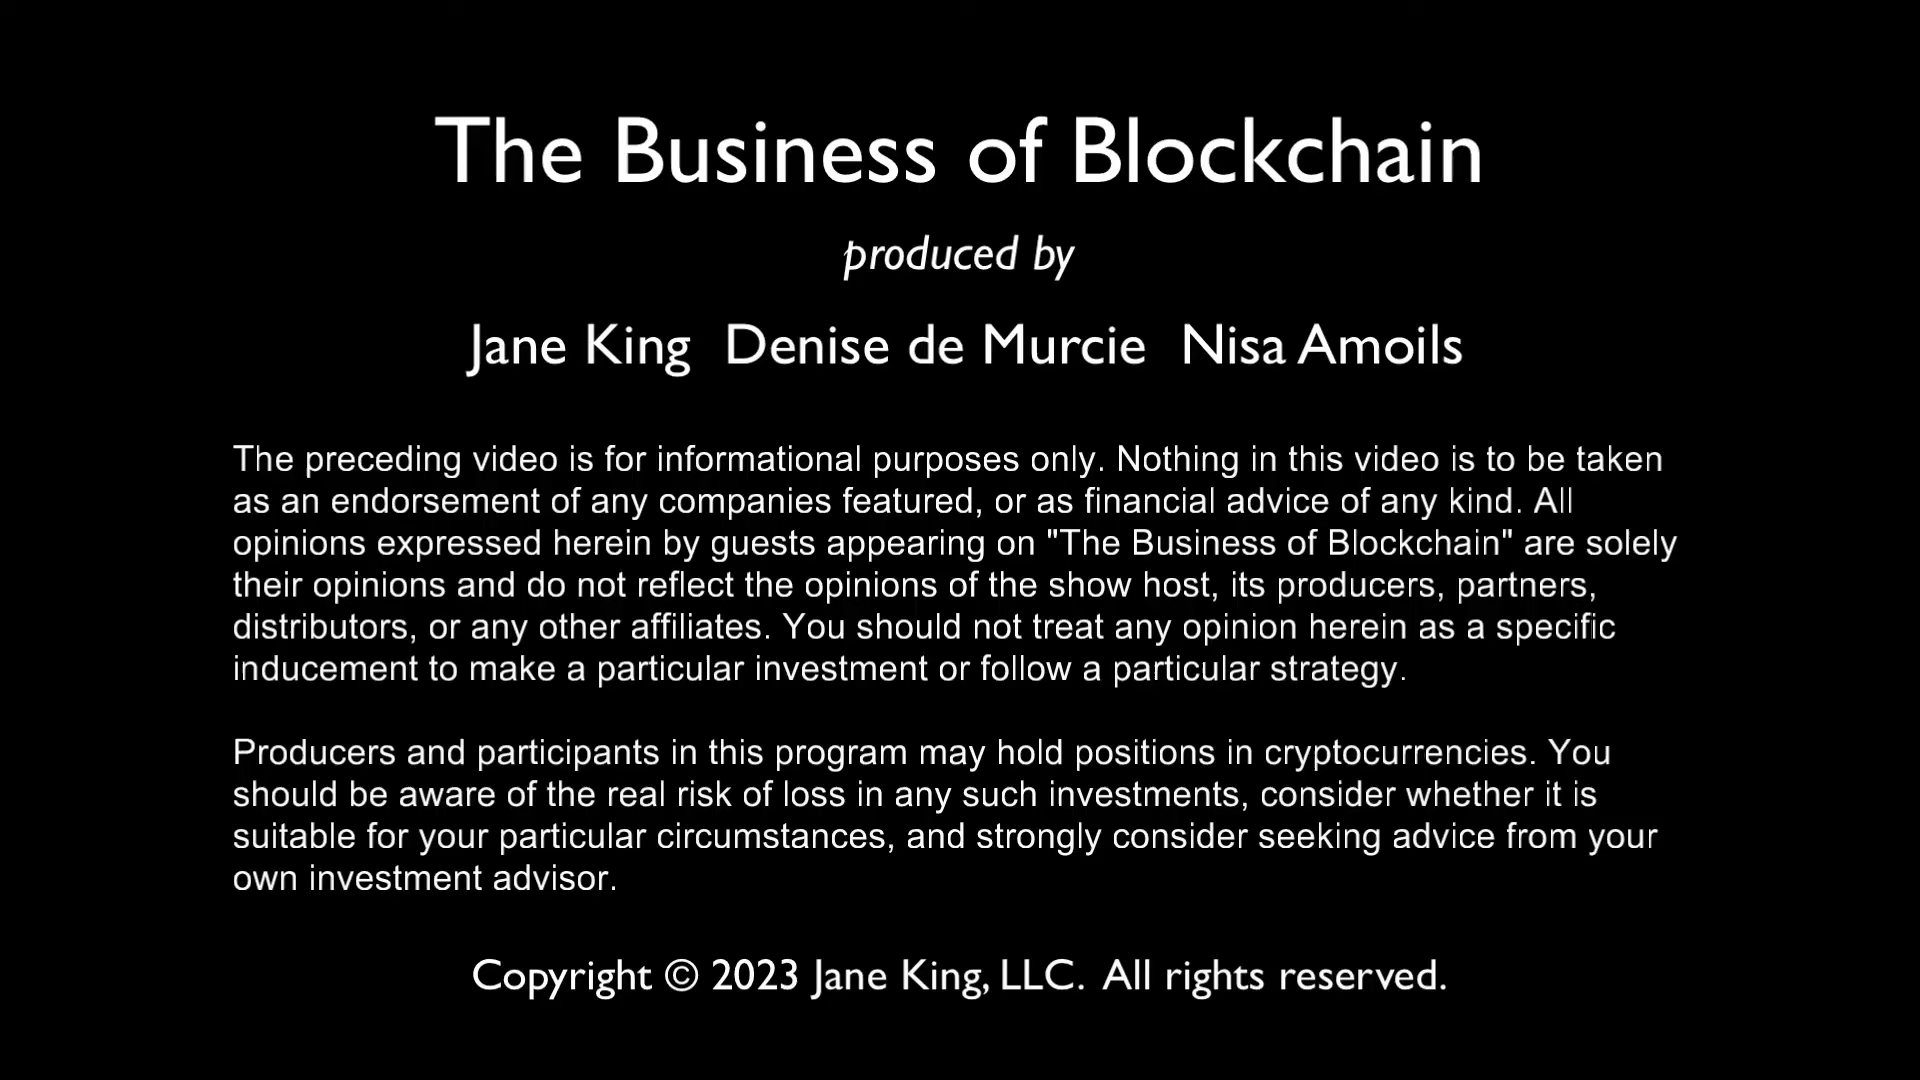 The Business of Blockchain
produced by
Jane King  Denise de Murcie  Nisa Amoils
The preceding video is for informational purposes only. Nothing in this video is to be taken
as an endorsement of any companies featured, or as financial advice of any kind. All
opinions expressed herein by guests appearing on "The Business of Blockchain" are solely
their opinions and do not reflect the opinions of the show host, its producers, partners,
distributors, or any other affiliates. You should not treat any opinion herein as a specific
inducement to make a particular investment or follow a particular strategy.
Producers and participants in this program may hold positions in cryptocurrencies. You
should be aware of the real risk of loss in any such investments, consider whether it is
suitable for your particular circumstances, and strongly consider seeking advice from your
own investment advisor.
Copyright © 2023 Jane King, LLC.  All rights reserved.